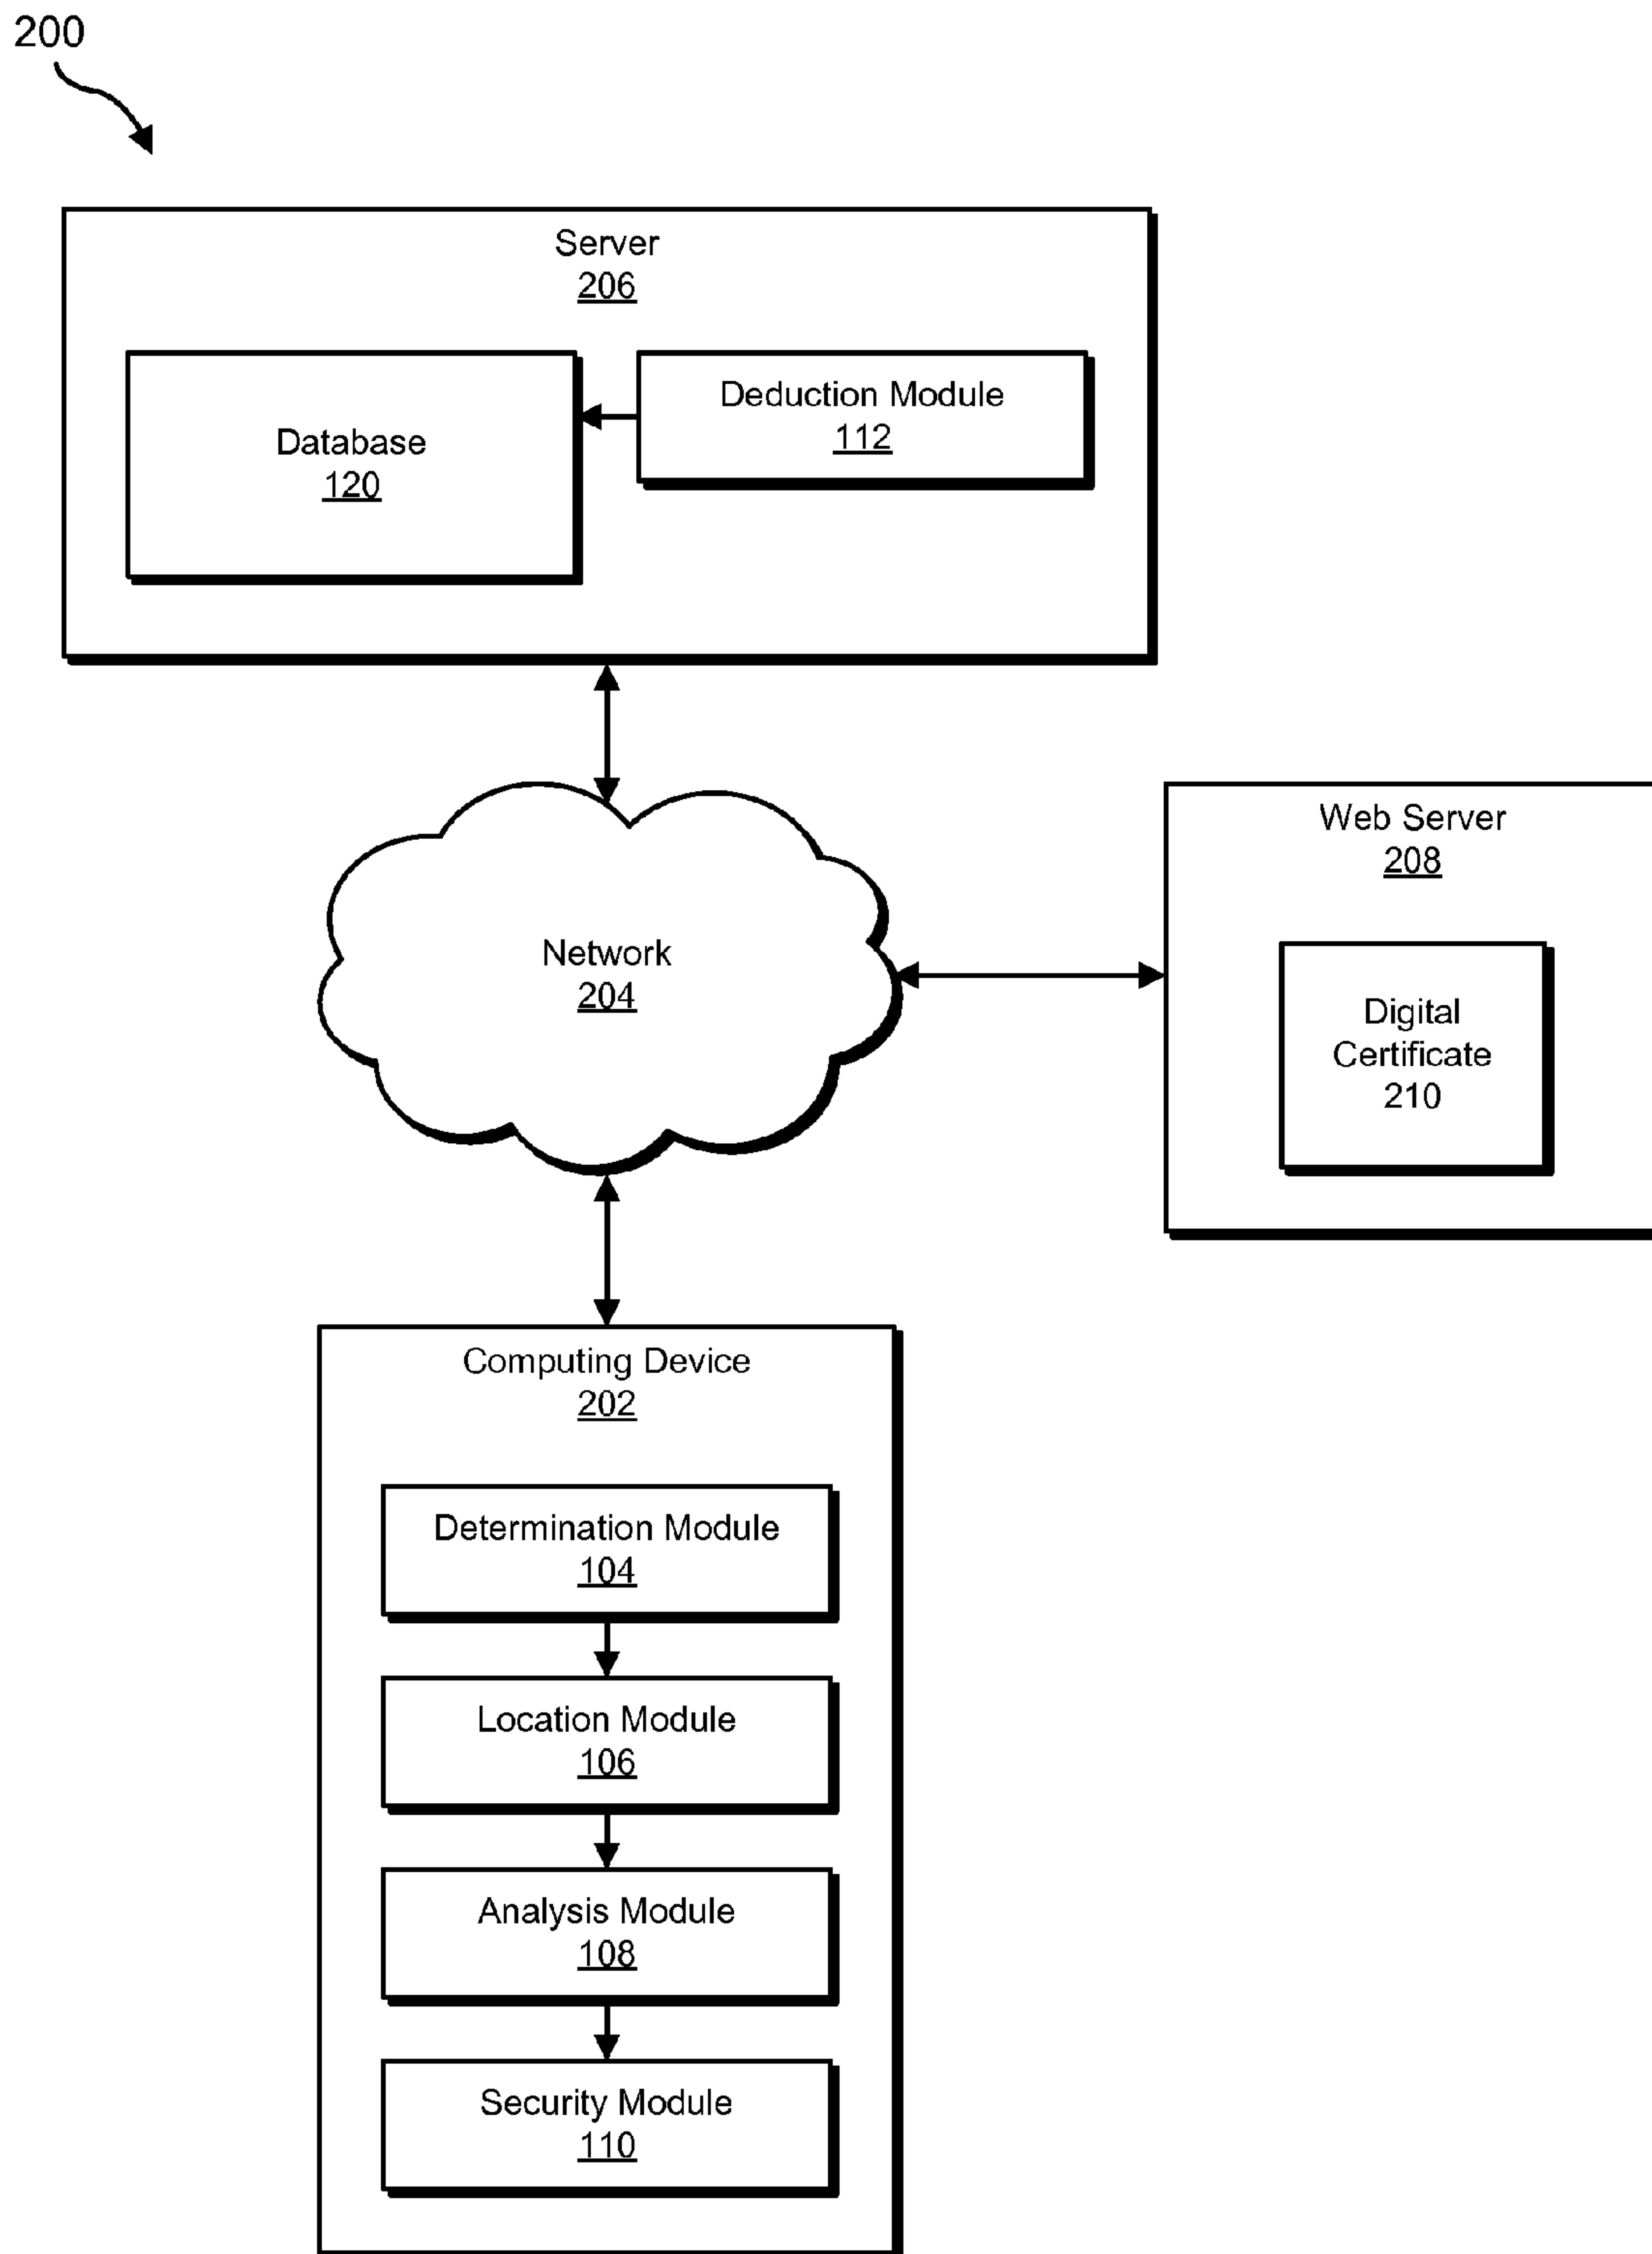 200
Server
206
Database
120
Deduction Module
112
Network
204
Web Server
208
Digital
Certificate
210
Computing Device
202
Determination Module
104
Location Module
106
Analysis Module
108
Security Module
110